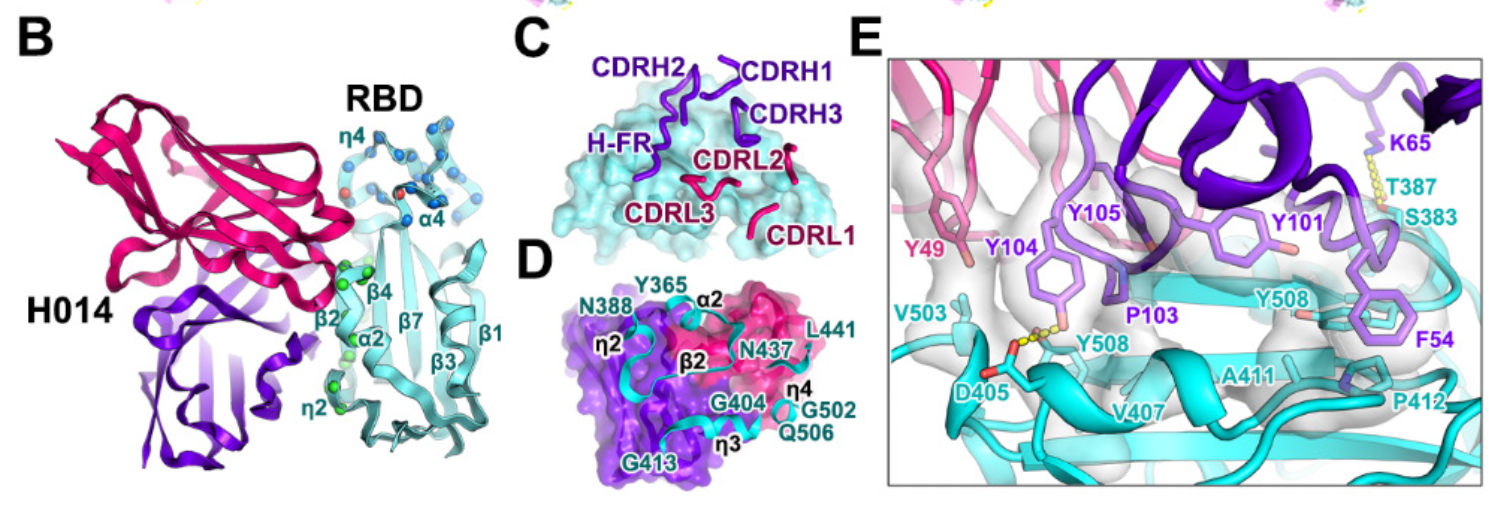 B
RBD
η4
α4
H014
β4
β2
α2
β7
β1
β3
η2
C
CDRH2
CDRH1
CDRH3
H-FR
CDRL2
CDRL3
CDRL1
D
Y365
α2
N388
L441
η2
N437
β2
η4
G404
G502
Q506
η3
G413
E
K65
T387
S383
Y105
Y101
Y49
Y104
V503
P103
Y508
Y508
F54
D405
A411
V407
P412